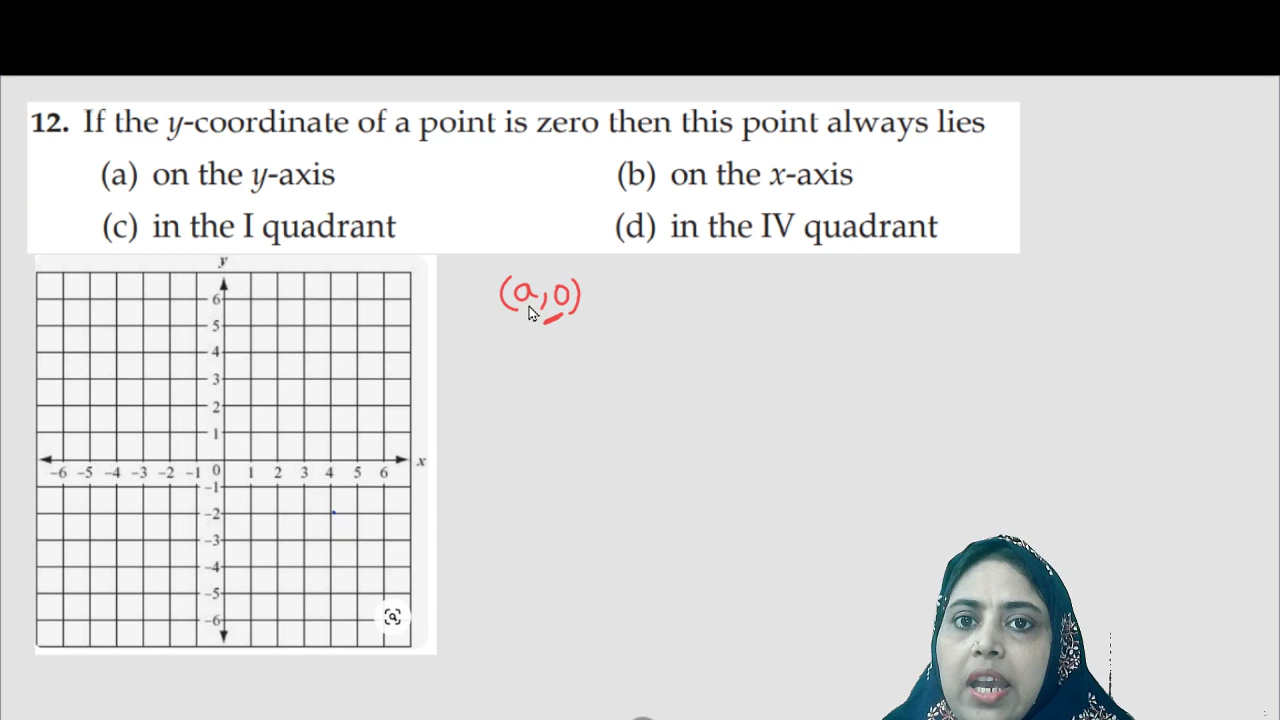 12. If the y-coordinate of a point is zero then this point always lies
(a) on the y-axis (b) on the x-axis
(c) in the I quadrant (d) in the IV quadrant
(a,0)
y
6
5
4
3
2
1
x
-6 -5 -4 -3 -2 -1 0 1 2 3 4 5 6
-1
-2
-3
-4
-5
-6